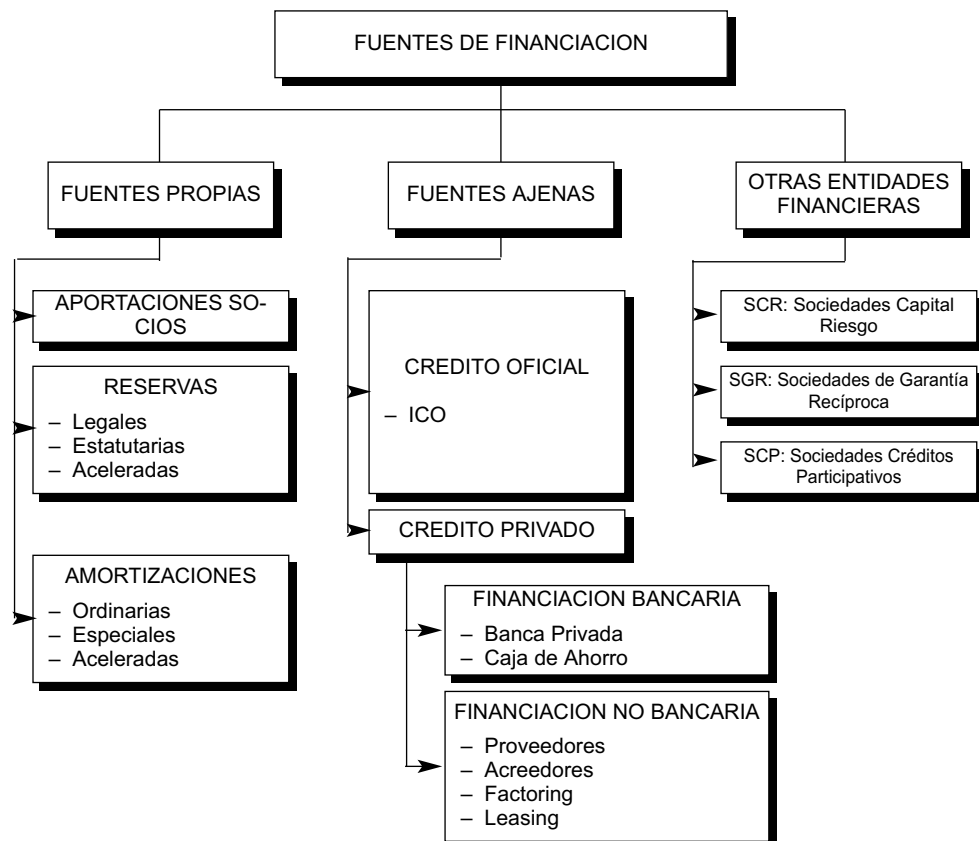 FUENTES DE FINANCIACION
FUENTES PROPIAS
APORTACIONES SO-
CIOS
RESERVAS
– Legales
– Estatutarias
– Aceleradas
AMORTIZACIONES
– Ordinarias
– Especiales
– Aceleradas
FUENTES AJENAS
CREDITO OFICIAL
– ICO
CREDITO PRIVADO
FINANCIACION BANCARIA
– Banca Privada
– Caja de Ahorro
FINANCIACION NO BANCARIA
– Proveedores
– Acreedores
– Factoring
– Leasing
OTRAS ENTIDADES
FINANCIERAS
SCR: Sociedades Capital
Riesgo
SGR: Sociedades de Garantía
Recíproca
SCP: Sociedades Créditos
Participativos